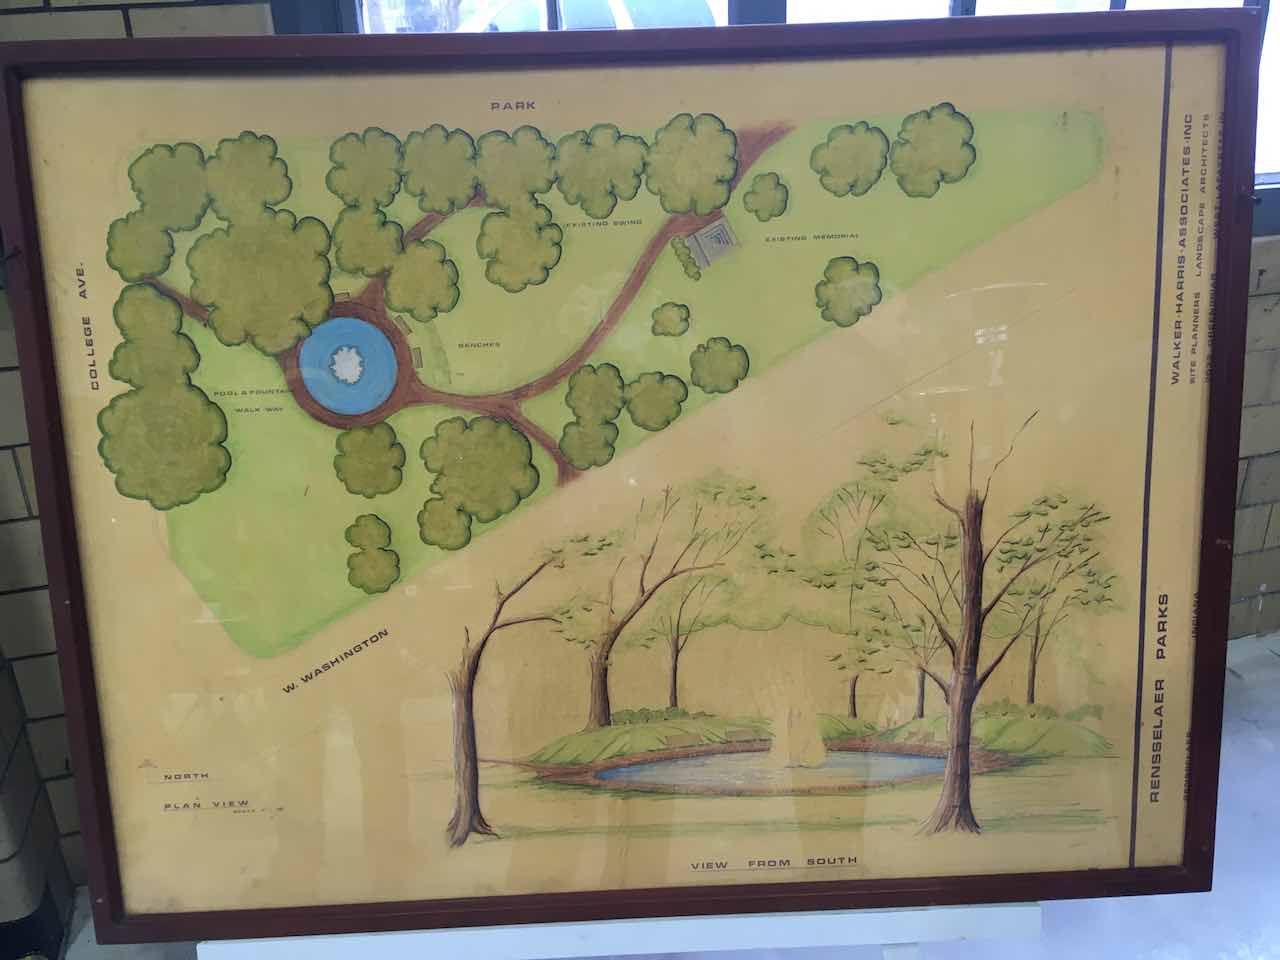 PARK
EXISTING SWING
EXISTING MEMORIAL
COLLEGE AVE.
BENCHES
POOL & FOUNTAIN
WALK WAY
W. WASHINGTON
NORTH
PLAN VIEW
VIEW FROM SOUTH
RENSSELAER PARKS
INDIANA
WALKER·HARRIS·ASSOCIATES·INC
SITE PLANNERS LANDSCAPE ARCHITECTS